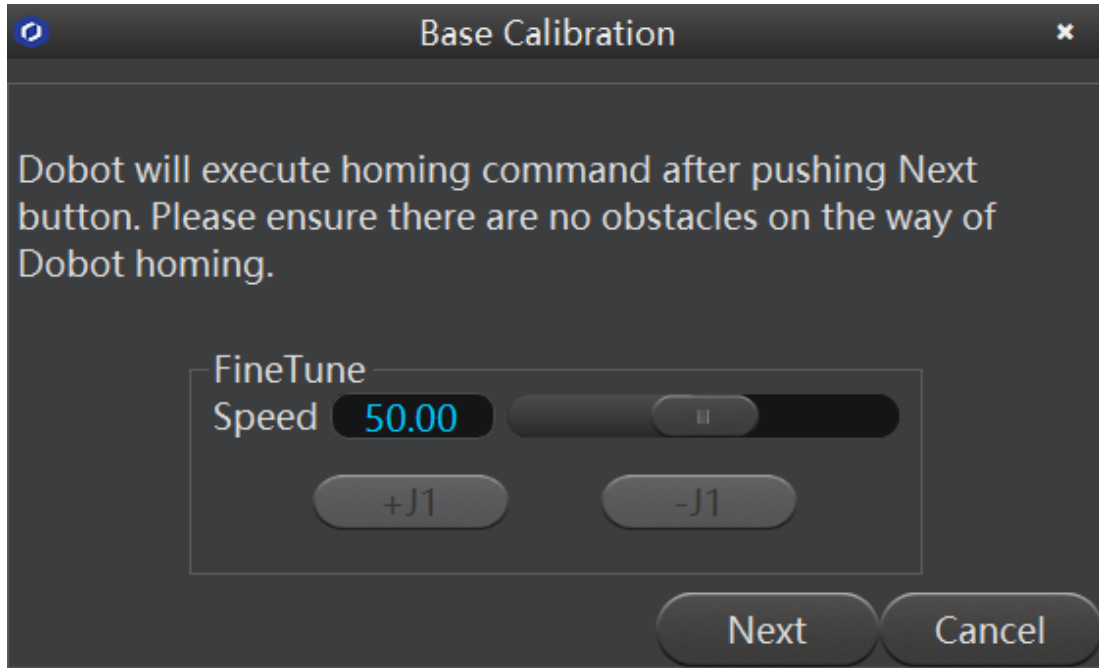 Base Calibration
Dobot will execute homing command after pushing Next
button. Please ensure there are no obstacles on the way of
Dobot homing.
FineTune
Speed 50.00
+J1 -J1
Next Cancel